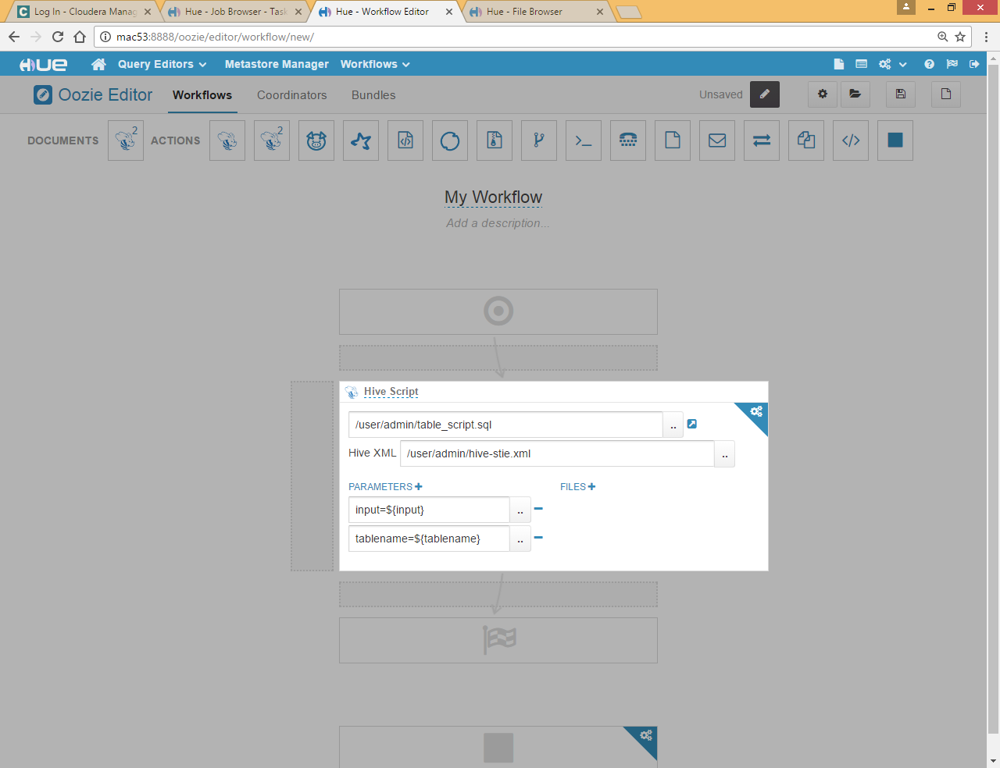 Log In - Cloudera Manag
Hue - Job Browser - Task
Hue - Workflow Editor
Hue - File Browser
mac53:8888/oozie/editor/workflow/new/
HUE
Query Editors
Metastore Manager
Workflows
Oozie Editor
Workflows
Coordinators
Bundles
Unsaved
DOCUMENTS
2
ACTIONS
2
My Workflow
Add a description...
Hive Script
/user/admin/table_script.sql
..
Hive XML
/user/admin/hive-stie.xml
..
PARAMETERS
FILES
input=${input}
..
tablename=${tablename}
..